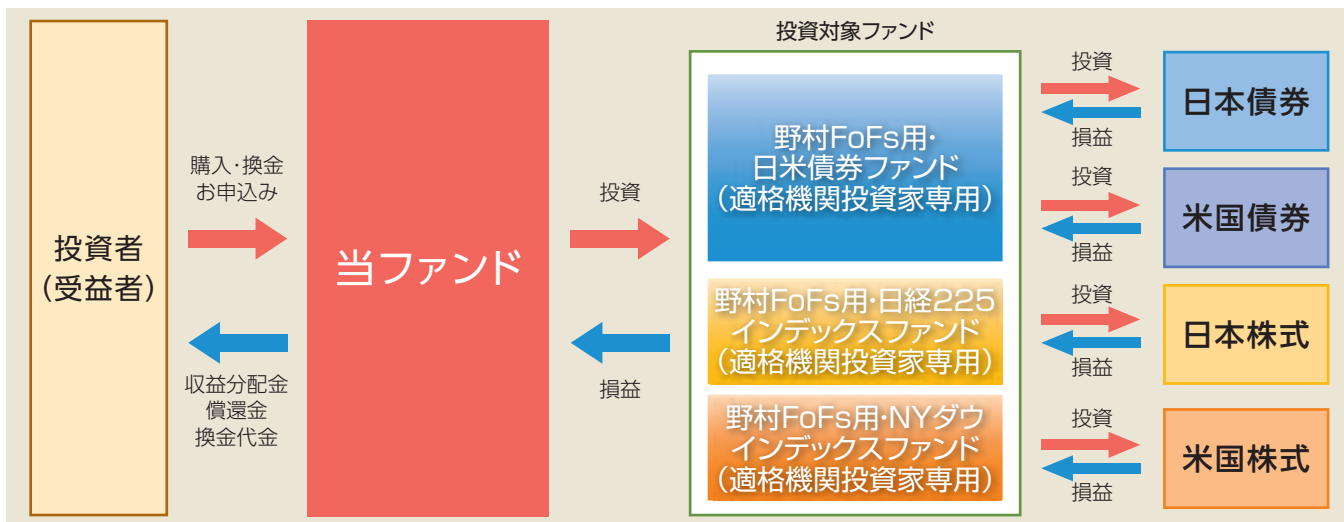 投資者
(受益者)
購入・換金
お申込み
収益分配金
償還金
換金代金
当ファンド
投資
損益
投資対象ファンド
野村FoFs用・
日米債券ファンド
(適格機関投資家専用)
野村FoFs用・日経225
インデックスファンド
(適格機関投資家専用)
野村FoFs用・NYダウ
インデックスファンド
(適格機関投資家専用)
投資
損益
日本債券
投資
損益
米国債券
投資
損益
日本株式
投資
損益
米国株式